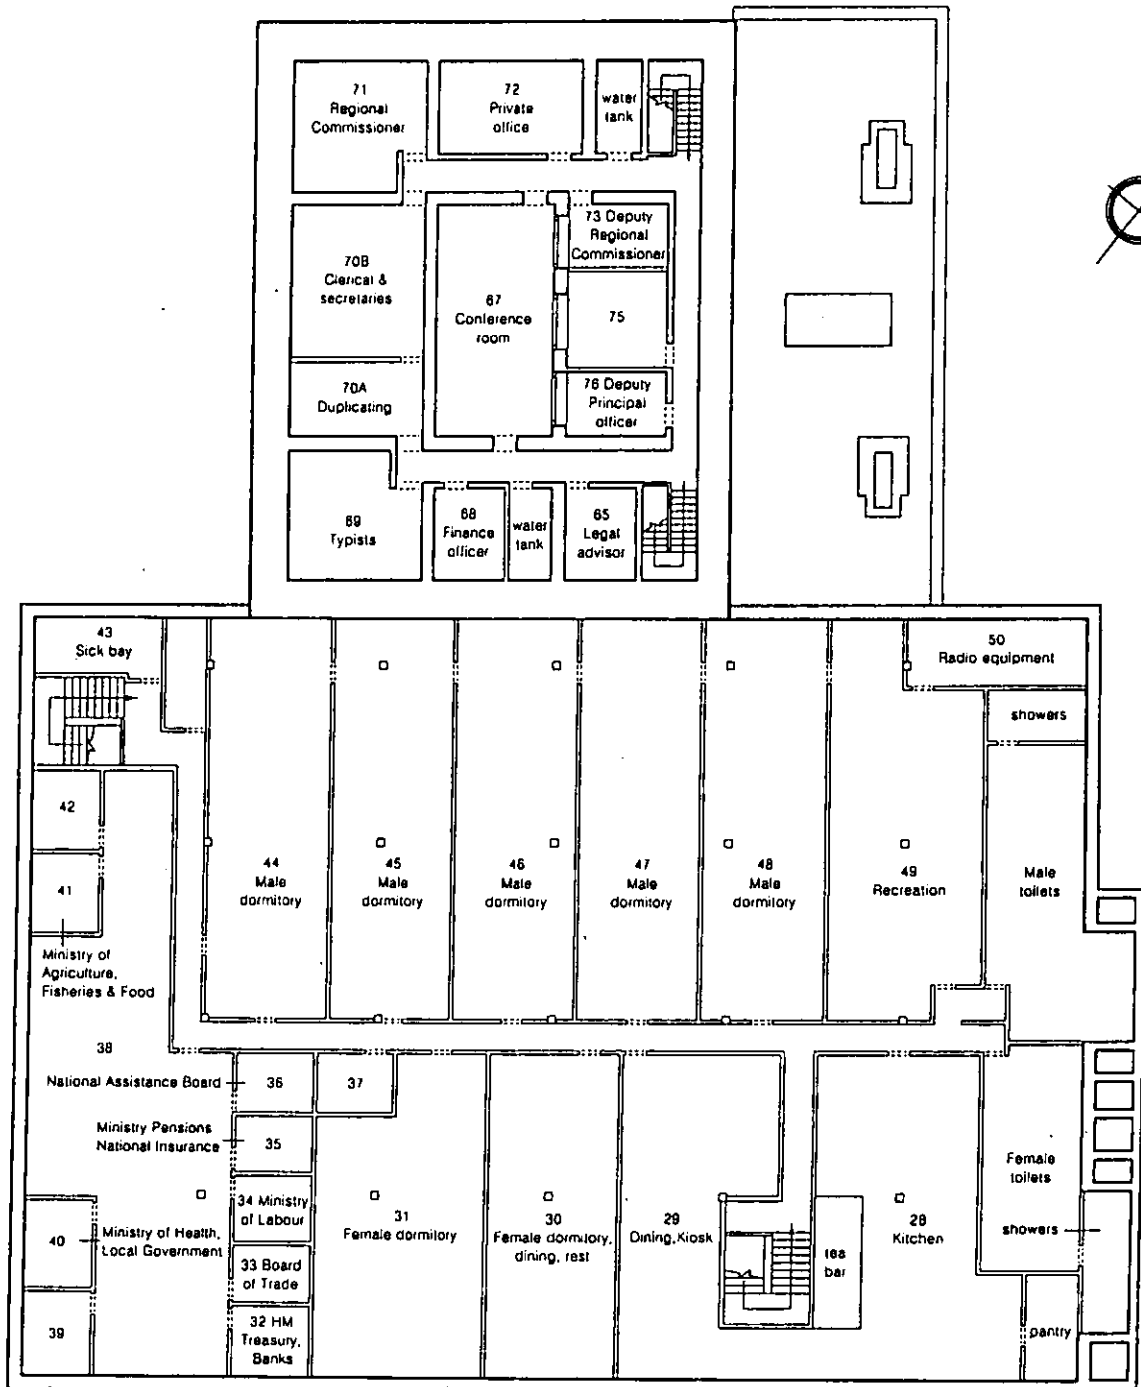 71
Regional
Commissioner
72
Private
office
water
tank
70B
Clerical &
secretaries
67
Conference
room
73 Deputy
Regional
Commissioner
75
70A
Duplicating
76 Deputy
Principal
officer
69
Typists
68
Finance
officer
water
tank
65
Legal
advisor
43
Sick bay
50
Radio equipment
showers
42
41
Ministry of
Agriculture,
Fisheries & Food
44
Male
dormitory
45
Male
dormitory
46
Male
dormitory
47
Male
dormitory
48
Male
dormitory
49
Recreation
Male
toilets
38
National Assistance Board
36
37
Ministry Pensions
National Insurance
35
34 Ministry
of Labour
40
Ministry of Health,
Local Government
33 Board
of Trade
39
32 HM
Treasury,
Banks
31
Female dormitory
30
Female dormitory,
dining, rest
29
Dining, Kiosk
tea
bar
28
Kitchen
Female
toilets
showers
pantry